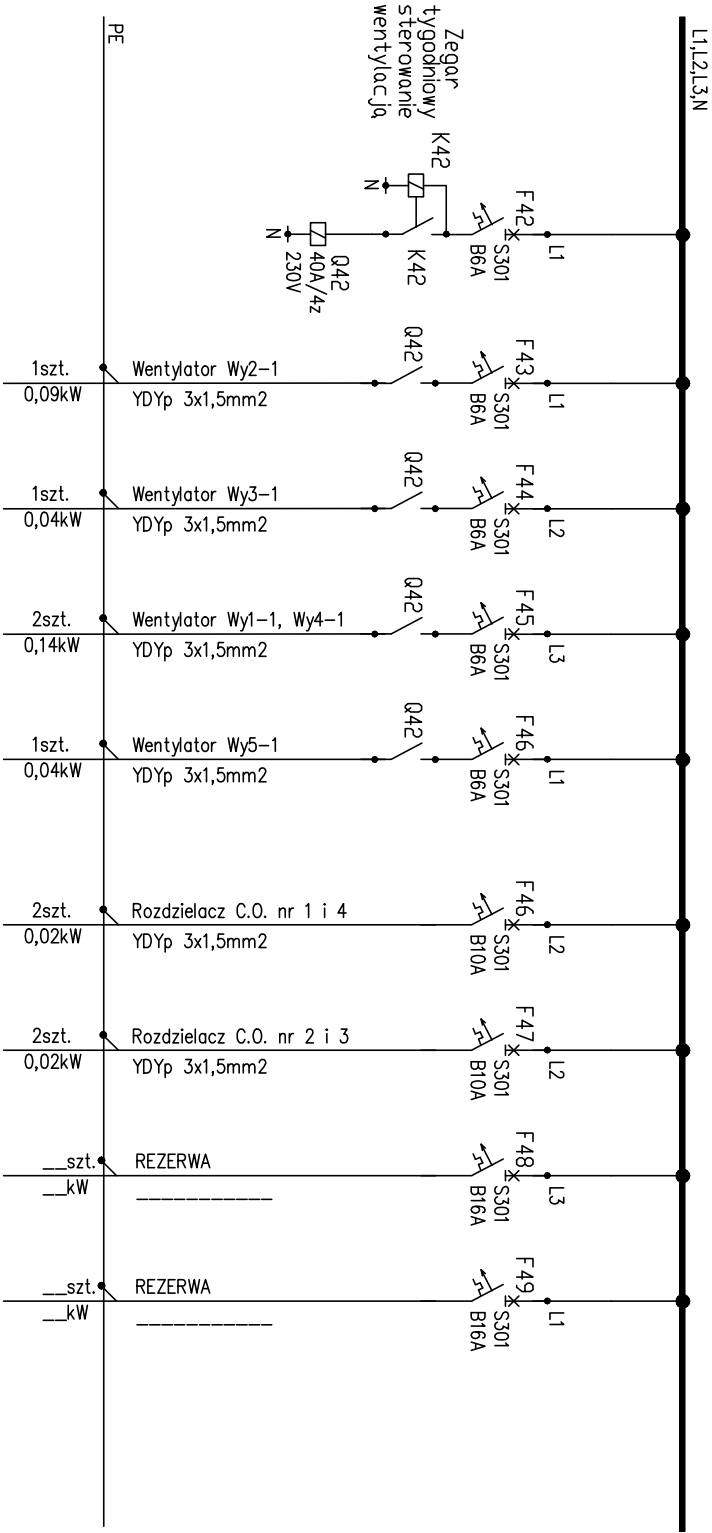 L1,L2,L3,N
PE
Zegar
tygodniowy
sterowanie
wentylacją
K42
N
F42
S301
B6A
L1
K42
Q42
40A/4z
230V
N
F43
S301
B6A
L1
Q42
Wentylator Wy2-1
YDYp 3x1,5mm2
1szt.
0,09kW
F44
S301
B6A
L2
Q42
Wentylator Wy3-1
YDYp 3x1,5mm2
1szt.
0,04kW
F45
S301
B6A
L3
Q42
Wentylator Wy1-1, Wy4-1
YDYp 3x1,5mm2
2szt.
0,14kW
F46
S301
B6A
L1
Q42
Wentylator Wy5-1
YDYp 3x1,5mm2
1szt.
0,04kW
F46
S301
B10A
L2
Rozdzielacz C.O. nr 1 i 4
YDYp 3x1,5mm2
2szt.
0,02kW
F47
S301
B10A
L2
Rozdzielacz C.O. nr 2 i 3
YDYp 3x1,5mm2
2szt.
0,02kW
F48
S301
B16A
L3
REZERWA
___________
__szt.
__kW
F49
S301
B16A
L1
REZERWA
___________
__szt.
__kW